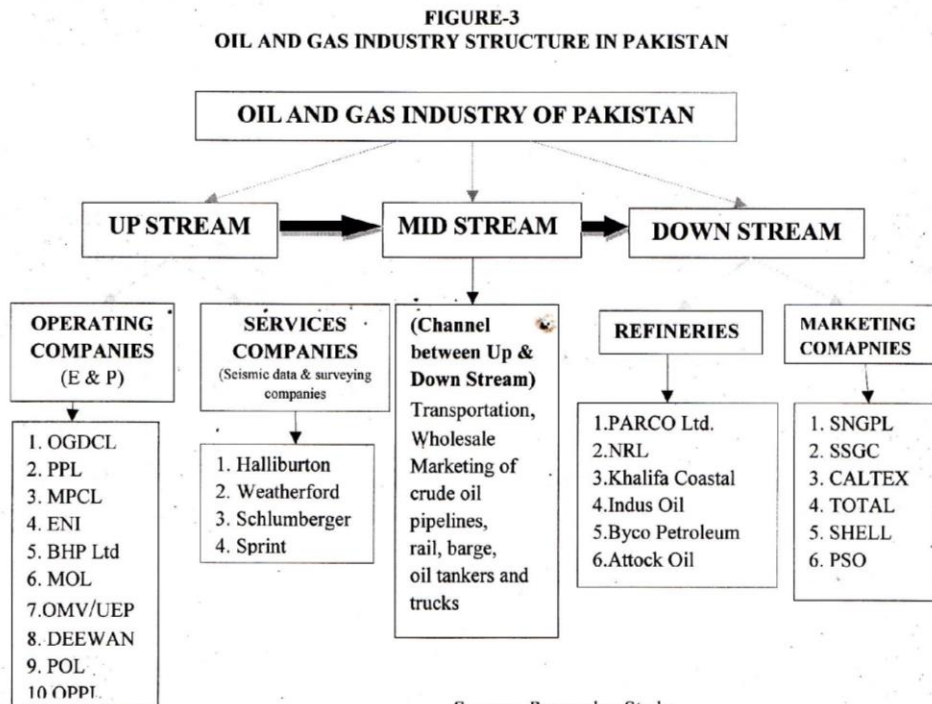 FIGURE-3
OIL AND GAS INDUSTRY STRUCTURE IN PAKISTAN
OIL AND GAS INDUSTRY OF PAKISTAN
UP STREAM
MID STREAM
DOWN STREAM
OPERATING
COMPANIES
(E & P)
1. OGDCL
2. PPL
3. MPCL
4. ENI
5. BHP Ltd
6. MOL
7.OMV/UEP
8. DEEWAN
9. POL
10 OPPL
SERVICES
COMPANIES
(Seismic data & surveying
companies
1. Halliburton
2. Weatherford
3. Schlumberger
4. Sprint
(Channel
between Up &
Down Stream)
Transportation,
Wholesale
Marketing of
crude oil
pipelines,
rail, barge,
oil tankers and
trucks
REFINERIES
1.PARCO Ltd.
2.NRL
3.Khalifa Coastal
4.Indus Oil
5.Byco Petroleum
6.Attock Oil
MARKETING
COMAPNIES
1. SNGPL
2. SSGC
3. CALTEX
4. TOTAL
5. SHELL
6. PSO